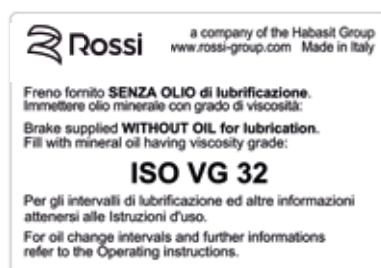 Rossi
a company of the Habasit Group
www.rossi-group.com Made in Italy
Freno fornito SENZA OLIO di lubrificazione.
Immettere olio minerale con grado di viscosità:
Brake supplied WITHOUT OIL for lubrication.
Fill with mineral oil having viscosity grade:
ISO VG 32
Per gli intervalli di lubrificazione ed altre informazioni
attenersi alle Istruzioni d'uso.
For oil change intervals and further informations
refer to the Operating instructions.